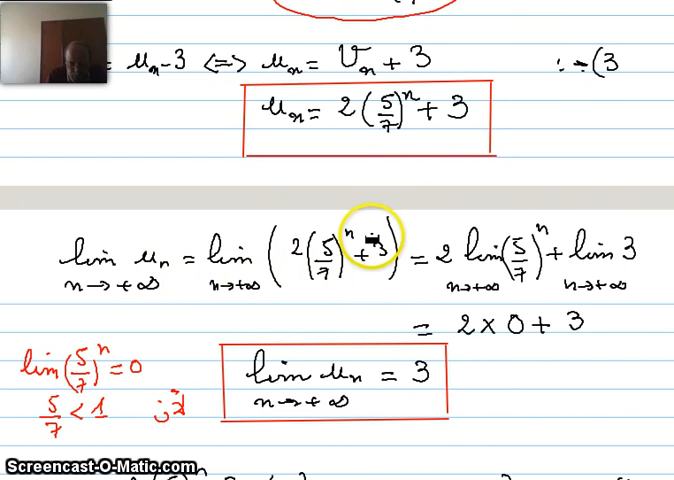 = u_n - 3 ⟺ u_n = V_n + 3 : -(3
u_n = 2(5/7)^n + 3
lim n→+∞ u_n = lim n→+∞ (2(5/7)^n + 3) = 2 lim n→+∞ (5/7)^n + lim n→+∞ 3
= 2 × 0 + 3
lim (5/7)^n = 0
5/7 < 1
lim n→+∞ u_n = 3
Screencast-O-Matic.com